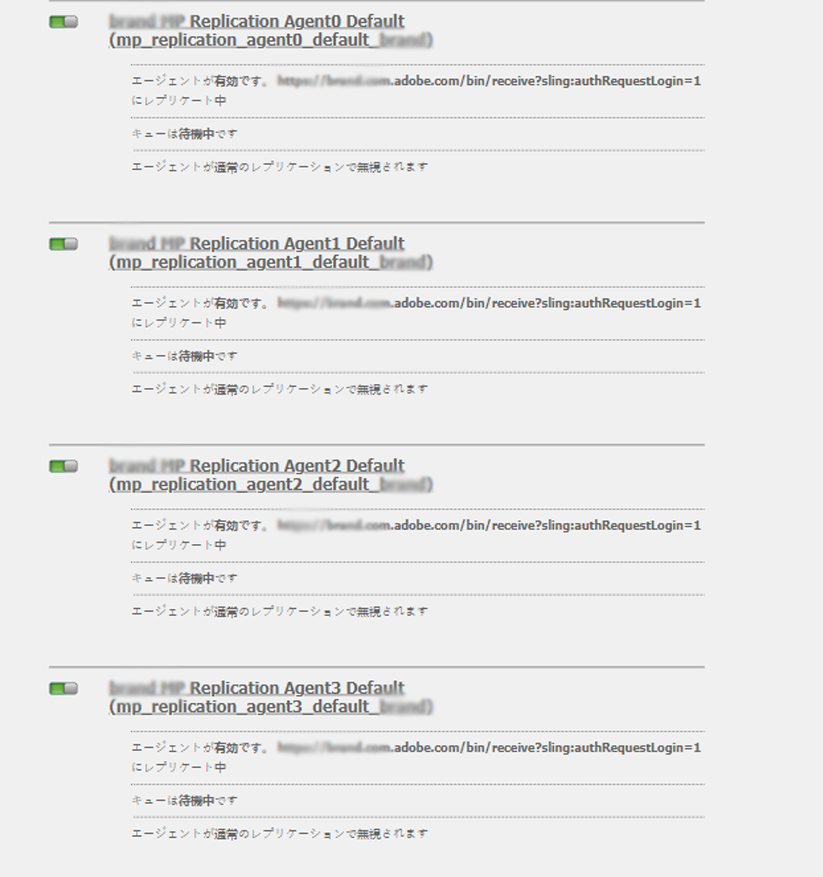 Replication Agent0 Default
(mp_replication_agent0_default_
エージェントが有効です。 .adobe.com/bin/receive?sling:authRequestLogin=1
にレプリケート中
キューは待機中です
エージェントが通常のレプリケーションで無視されます
Replication Agent1 Default
(mp_replication_agent1_default_
エージェントが有効です。 .adobe.com/bin/receive?sling:authRequestLogin=1
にレプリケート中
キューは待機中です
エージェントが通常のレプリケーションで無視されます
Replication Agent2 Default
(mp_replication_agent2_default_
エージェントが有効です。 .adobe.com/bin/receive?sling:authRequestLogin=1
にレプリケート中
キューは待機中です
エージェントが通常のレプリケーションで無視されます
Replication Agent3 Default
(mp_replication_agent3_default_
エージェントが有効です。 .adobe.com/bin/receive?sling:authRequestLogin=1
にレプリケート中
キューは待機中です
エージェントが通常のレプリケーションで無視されます